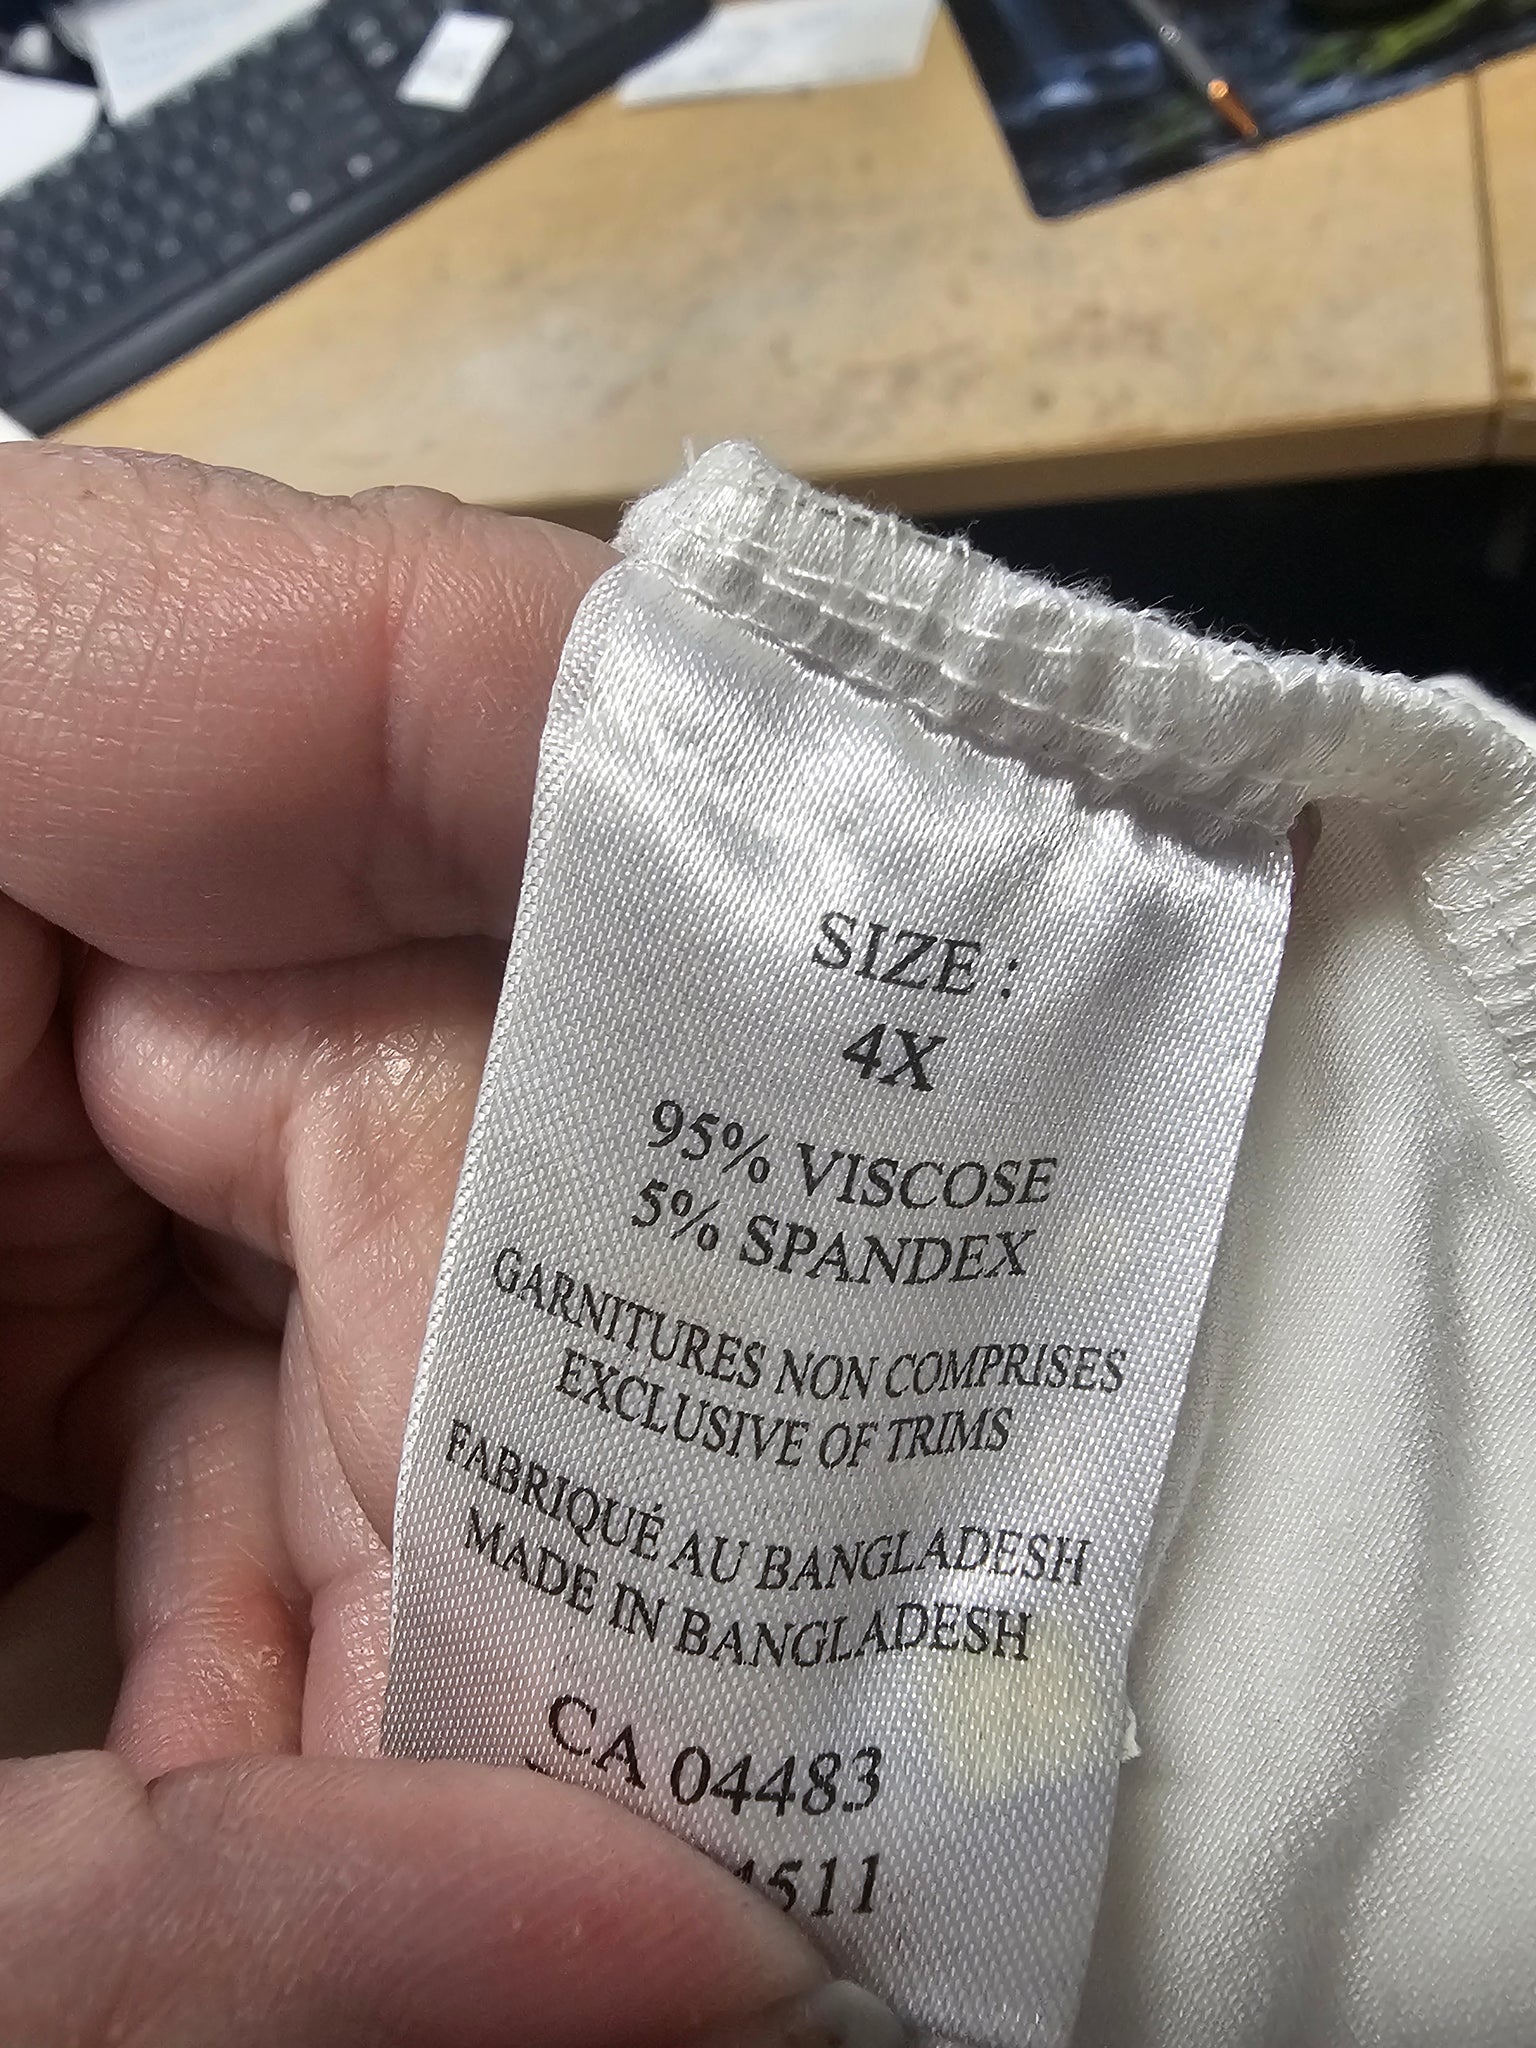 SIZE :
4X
95% VISCOSE
5% SPANDEX
GARNITURES NON COMPRISES
EXCLUSIVE OF TRIMS
FABRIQUÉ AU BANGLADESH
MADE IN BANGLADESH
CA 04483